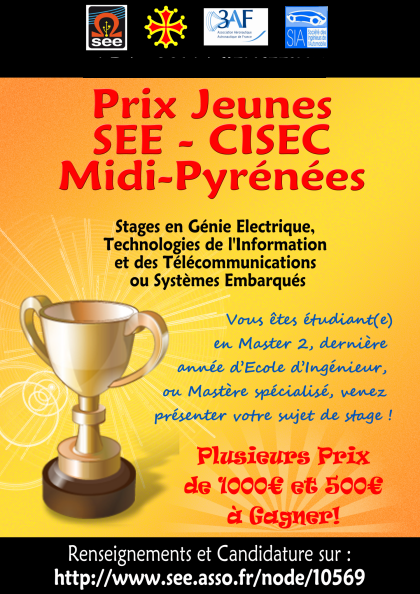 see
3AF
Association Aéronautique
Astronautique de France
SIA
Société des
Ingénieurs de
l'Automobile
Prix Jeunes
SEE - CISEC
Midi-Pyrénées
Stages en Génie Electrique,
Technologies de l'Information
et des Télécommunications
ou Systèmes Embarqués
Vous êtes étudiant(e)
en Master 2, dernière
année d'Ecole d'Ingénieur,
ou Mastère spécialisé, venez
présenter votre sujet de stage !
Plusieurs Prix
de 1000€ et 500€
à Gagner!
Renseignements et Candidature sur :
http://www.see.asso.fr/node/10569